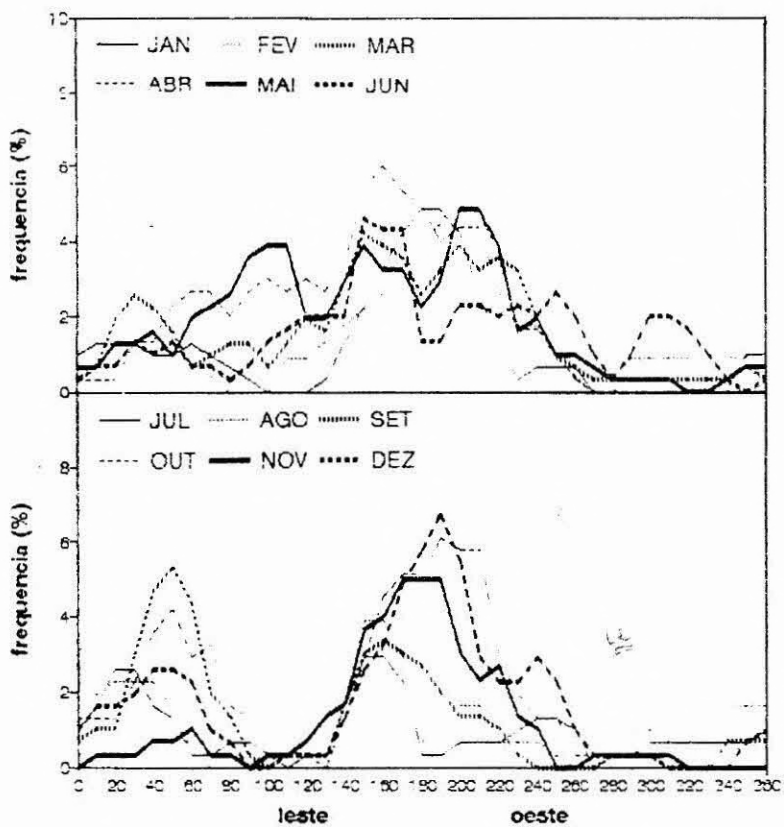 10
JAN FEV MAR
ABR MAI JUN
6
4
2
0
frequencia (%)
JUL AGO SET
OUT NOV DEZ
8
6
4
2
0
frequencia (%)
0 20 40 60 80 100 120 140 160 180 200 220 240 260 280 300 320 340 360
leste oeste